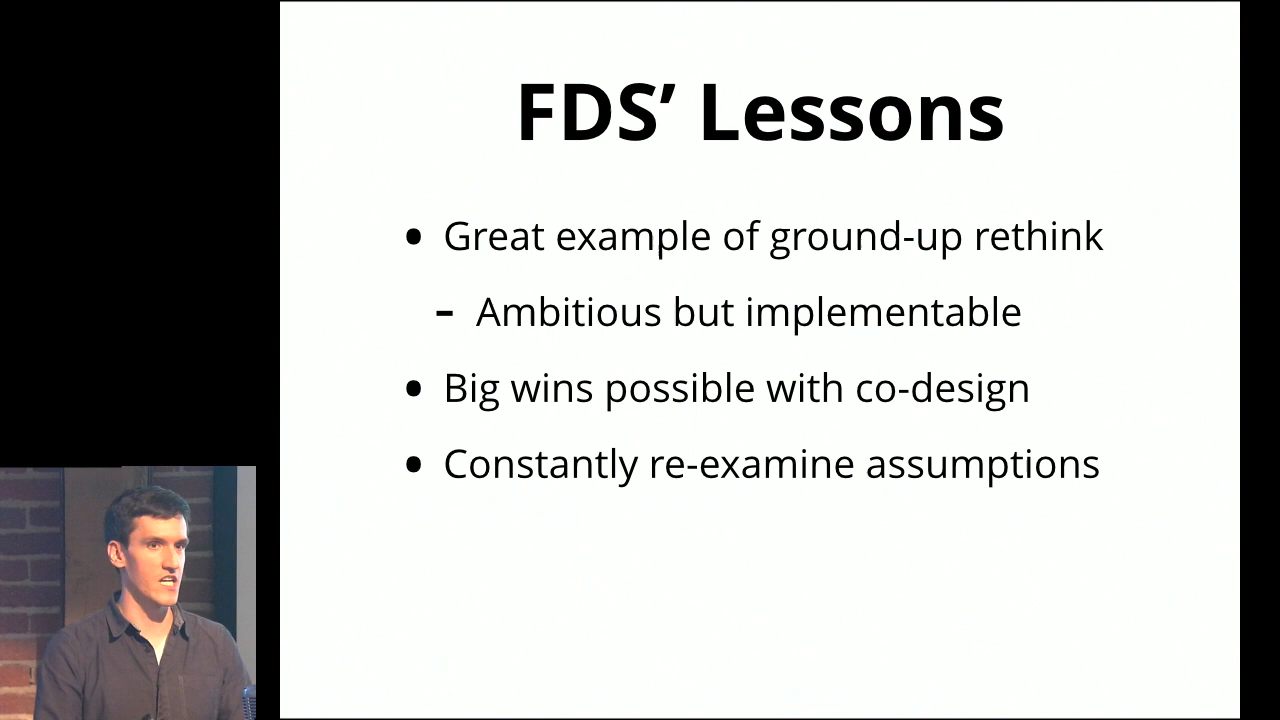 FDS’ Lessons
• Great example of ground-up rethink
– Ambitious but implementable
• Big wins possible with co-design
• Constantly re-examine assumptions